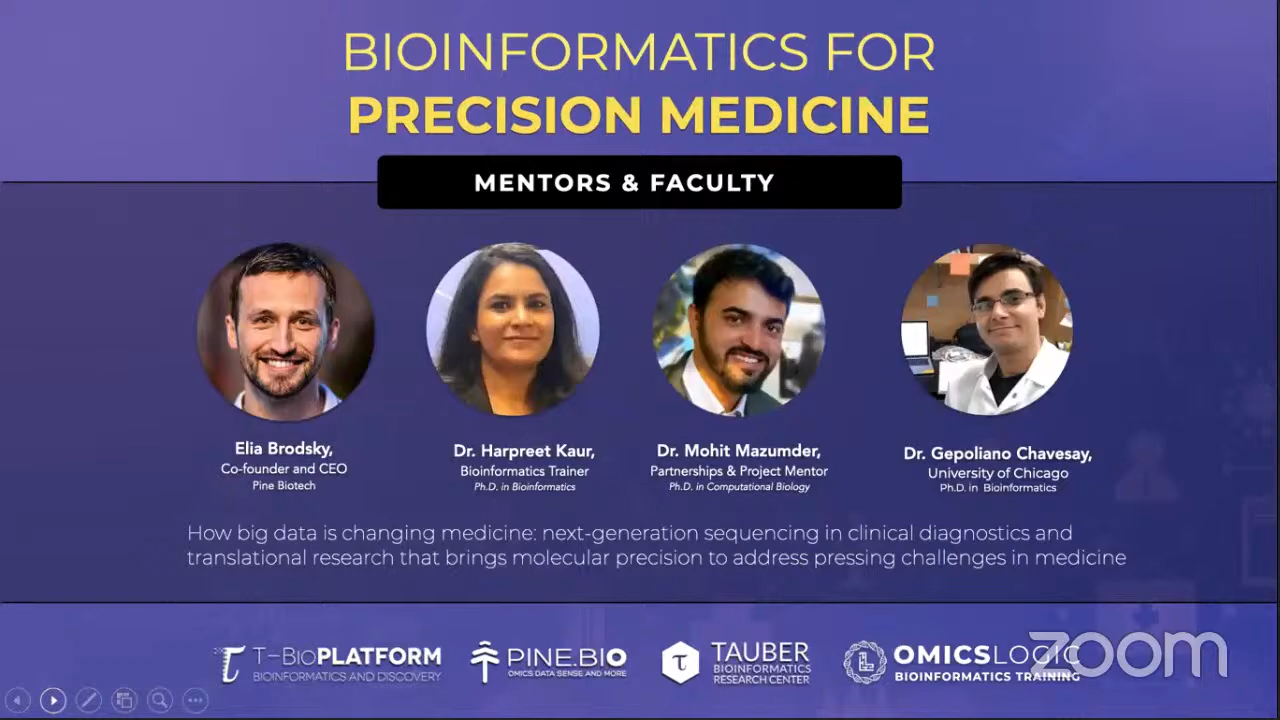 BIOINFORMATICS FOR
PRECISION MEDICINE
MENTORS & FACULTY
Elia Brodsky,
Co-founder and CEO
Pine Biotech
Dr. Harpreet Kaur,
Bioinformatics Trainer
Ph.D. in Bioinformatics
Dr. Mohit Mazumder,
Partnerships & Project Mentor
Ph.D. in Computational Biology
Dr. Gepoliano Chavesay,
University of Chicago
Ph.D. in Bioinformatics
How big data is changing medicine: next-generation sequencing in clinical diagnostics and
translational research that brings molecular precision to address pressing challenges in medicine
T-BIOPLATFORM
BIOINFORMATICS AND DISCOVERY
PINE.BIO
OMICS DATA SENSE AND MORE
τ
TAUBER
BIOINFORMATICS
RESEARCH CENTER
OMICSLOGIC
BIOINFORMATICS TRAINING
zoom